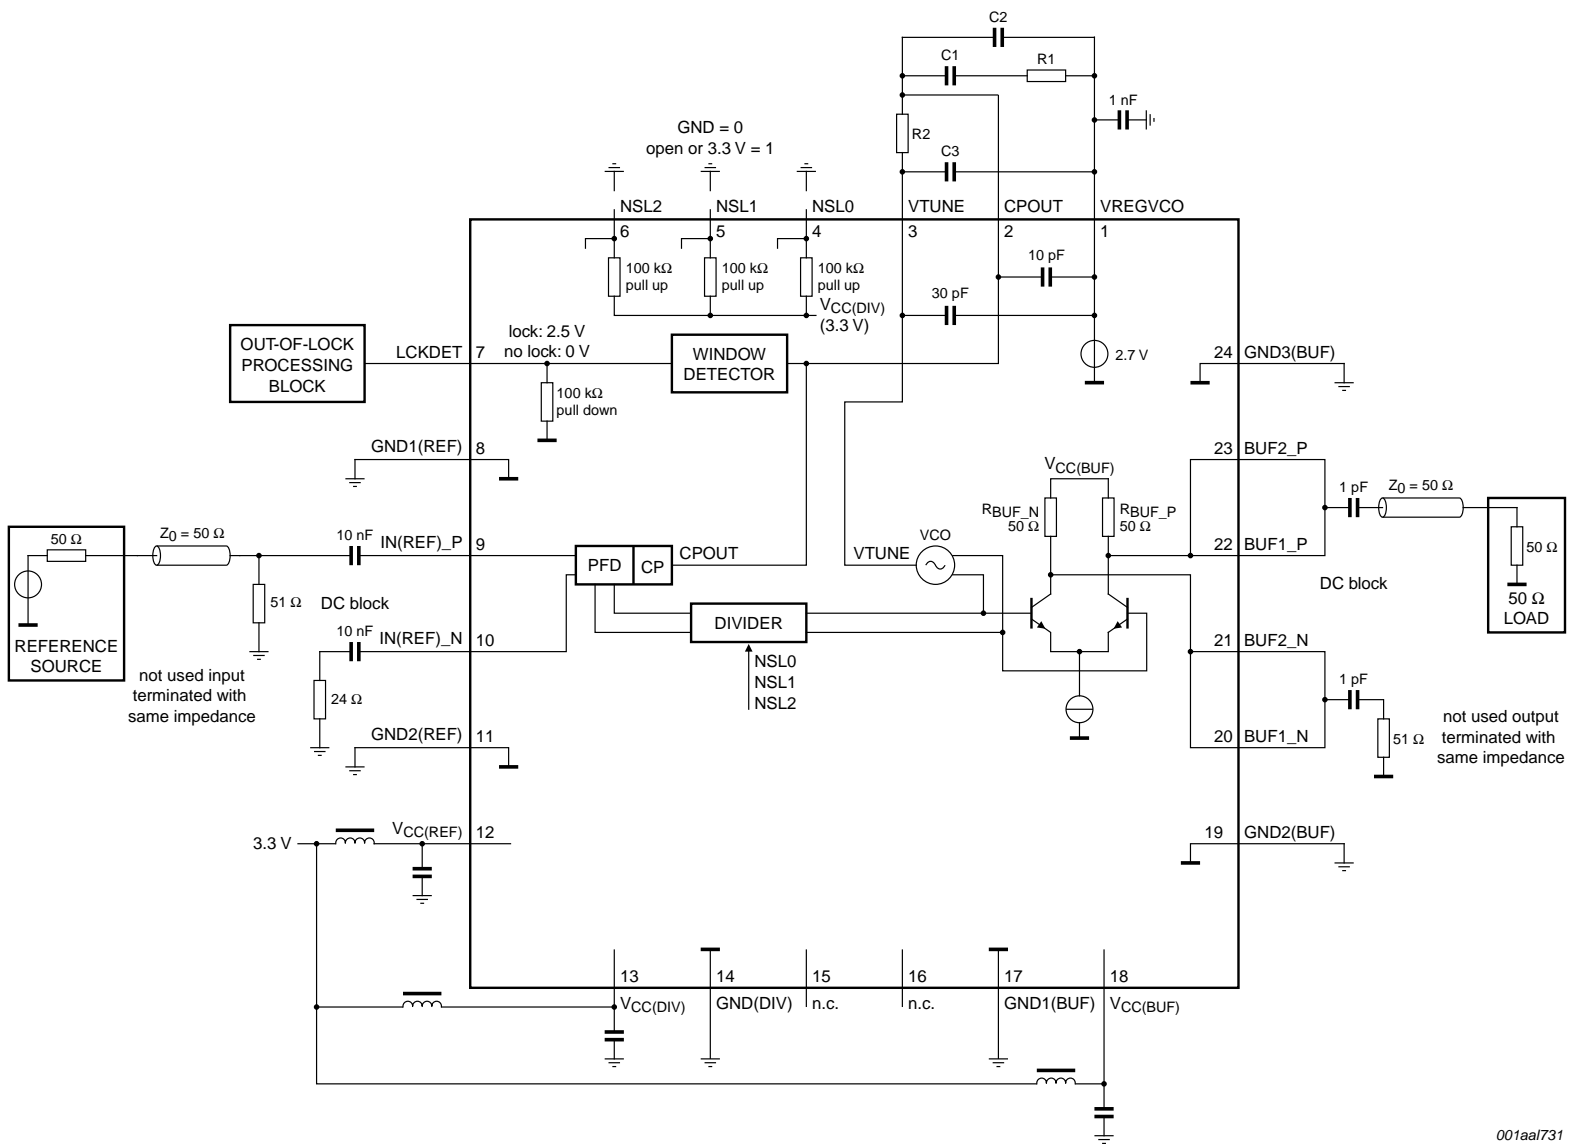 C2
C1
R1
1 nF
GND = 0
open or 3.3 V = 1
R2
C3
NSL2
NSL1
NSL0
VTUNE
CPOUT
VREGVCO
6
5
4
3
2
1
100 kΩ
pull up
100 kΩ
pull up
100 kΩ
pull up
10 pF
30 pF
VCC(DIV)
(3.3 V)
OUT-OF-LOCK
PROCESSING
BLOCK
LCKDET
7
lock: 2.5 V
no lock: 0 V
WINDOW
DETECTOR
2.7 V
24
GND3(BUF)
100 kΩ
pull down
GND1(REF)
8
23
BUF2_P
VCC(BUF)
RBUF_N
50 Ω
RBUF_P
50 Ω
1 pF
Z0 = 50 Ω
50 Ω
Z0 = 50 Ω
10 nF
IN(REF)_P
9
PFD
CP
CPOUT
VTUNE
VCO
22
BUF1_P
50 Ω
50 Ω
LOAD
DC block
51 Ω
DC block
10 nF
IN(REF)_N
10
DIVIDER
NSL0
NSL1
NSL2
21
BUF2_N
REFERENCE
SOURCE
not used input
terminated with
same impedance
24 Ω
1 pF
51 Ω
not used output
terminated with
same impedance
GND2(REF)
11
20
BUF1_N
3.3 V
VCC(REF)
12
19
GND2(BUF)
13
14
15
16
17
18
VCC(DIV)
GND(DIV)
n.c.
n.c.
GND1(BUF)
VCC(BUF)
001aal731